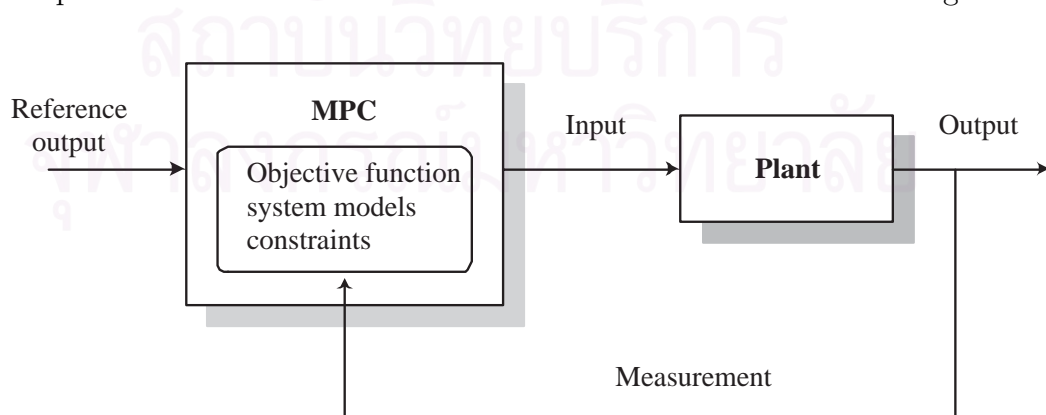 สถาบันวิทยบริการ
จุฬาลงกรณ์มหาวิทยาลัย
Reference
output
MPC
Objective function
system models
constraints
Input
Plant
Output
Measurement